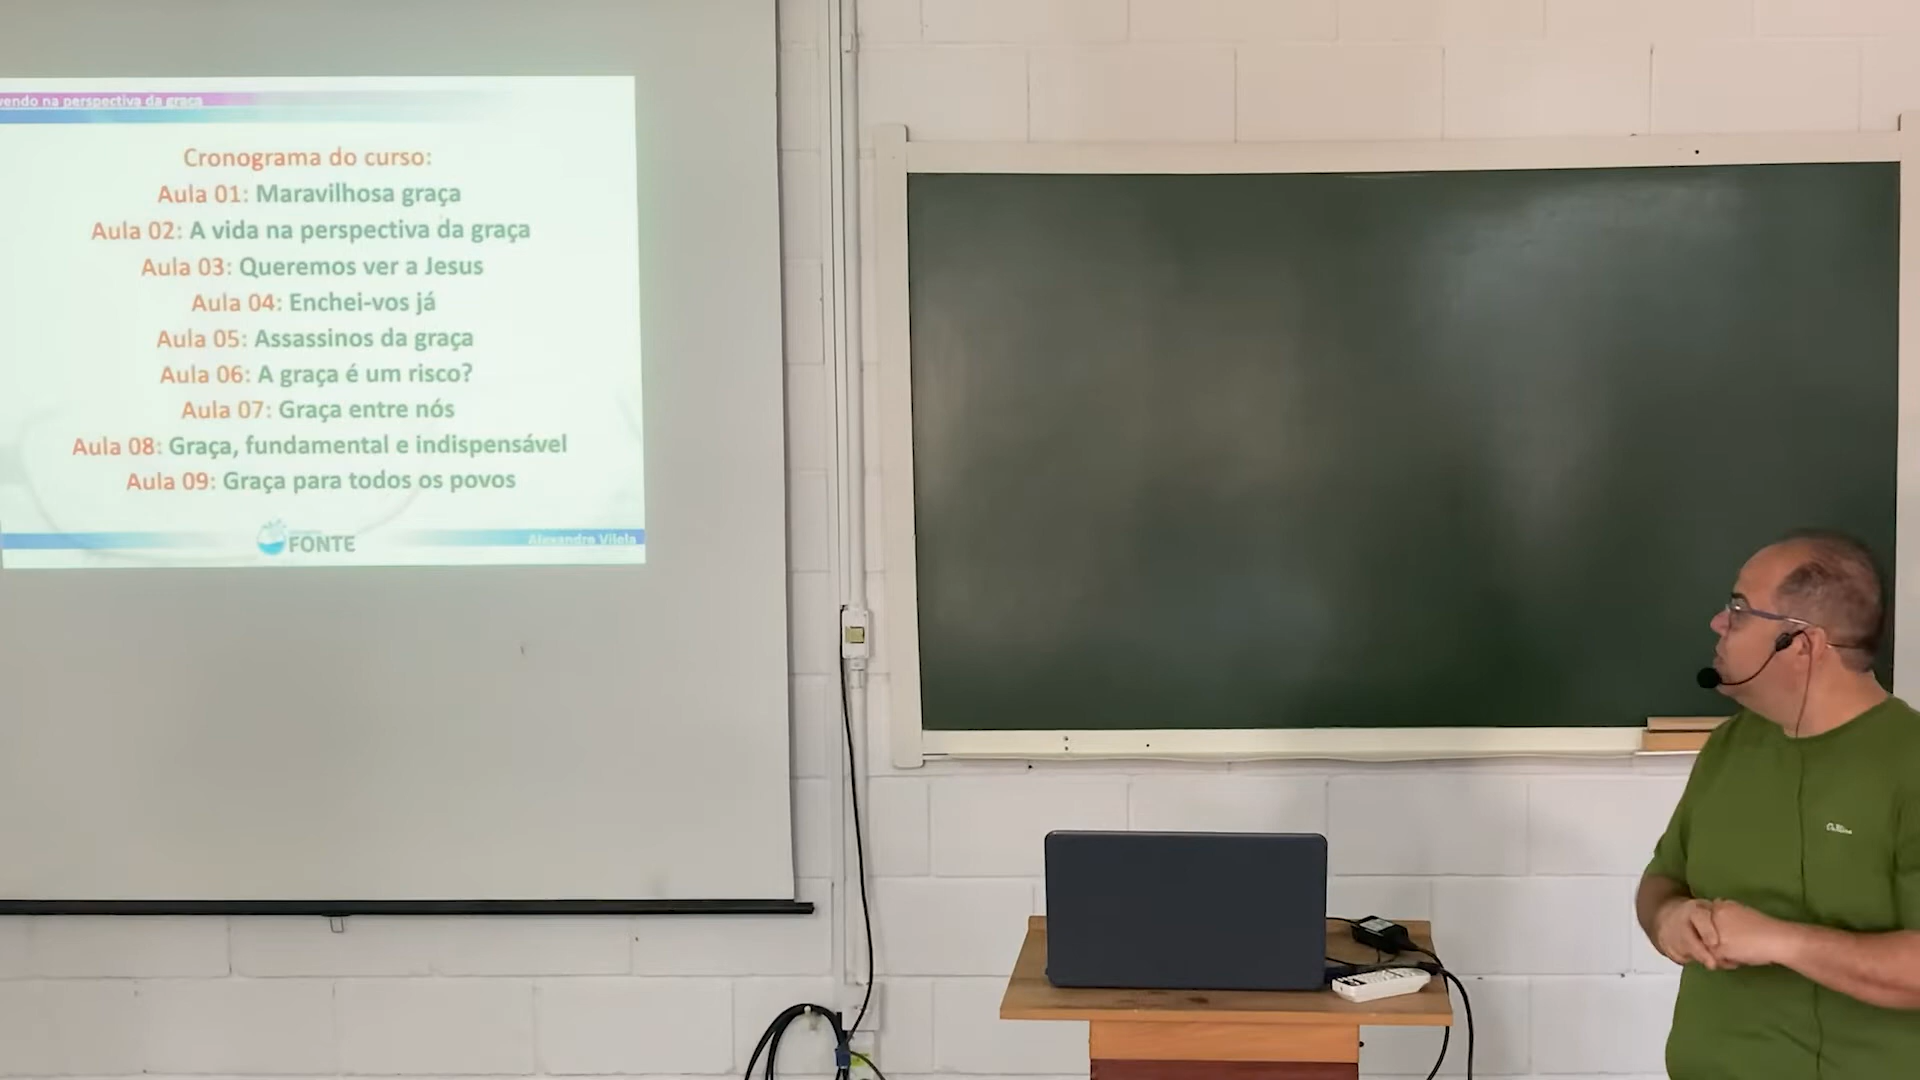 vendo na perspectiva da graça
Cronograma do curso:
Aula 01: Maravilhosa graça
Aula 02: A vida na perspectiva da graça
Aula 03: Queremos ver a Jesus
Aula 04: Enchei-vos já
Aula 05: Assassinos da graça
Aula 06: A graça é um risco?
Aula 07: Graça entre nós
Aula 08: Graça, fundamental e indispensável
Aula 09: Graça para todos os povos
FONTE
Alexandre Vilela